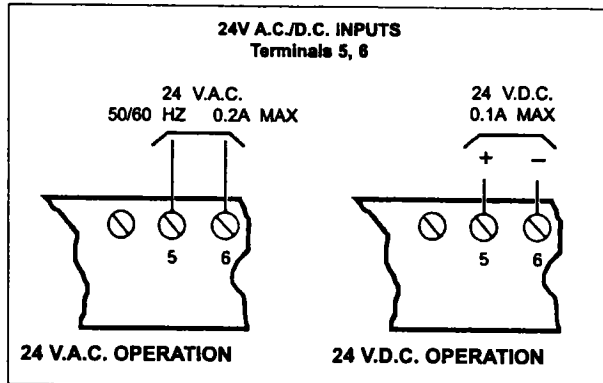 24V A.C./D.C. INPUTS
Terminals 5, 6
24 V.A.C.
50/60 HZ 0.2A MAX
5 6
24 V.A.C. OPERATION
24 V.D.C.
0.1A MAX
+ −
5 6
24 V.D.C. OPERATION